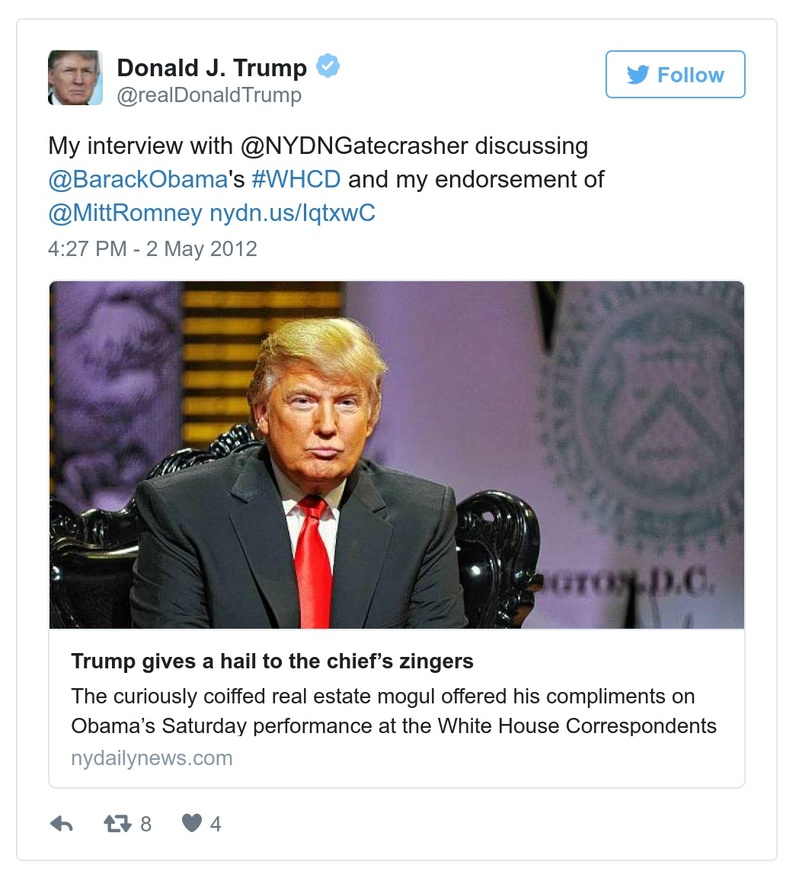 Donald J. Trump
@realDonaldTrump
Follow
My interview with @NYDNGatecrasher discussing
@BarackObama's #WHCD and my endorsement of
@MittRomney nydn.us/IqtxwC
4:27 PM - 2 May 2012
GTON, D.C.
Trump gives a hail to the chief’s zingers
The curiously coiffed real estate mogul offered his compliments on
Obama’s Saturday performance at the White House Correspondents
nydailynews.com
8
4